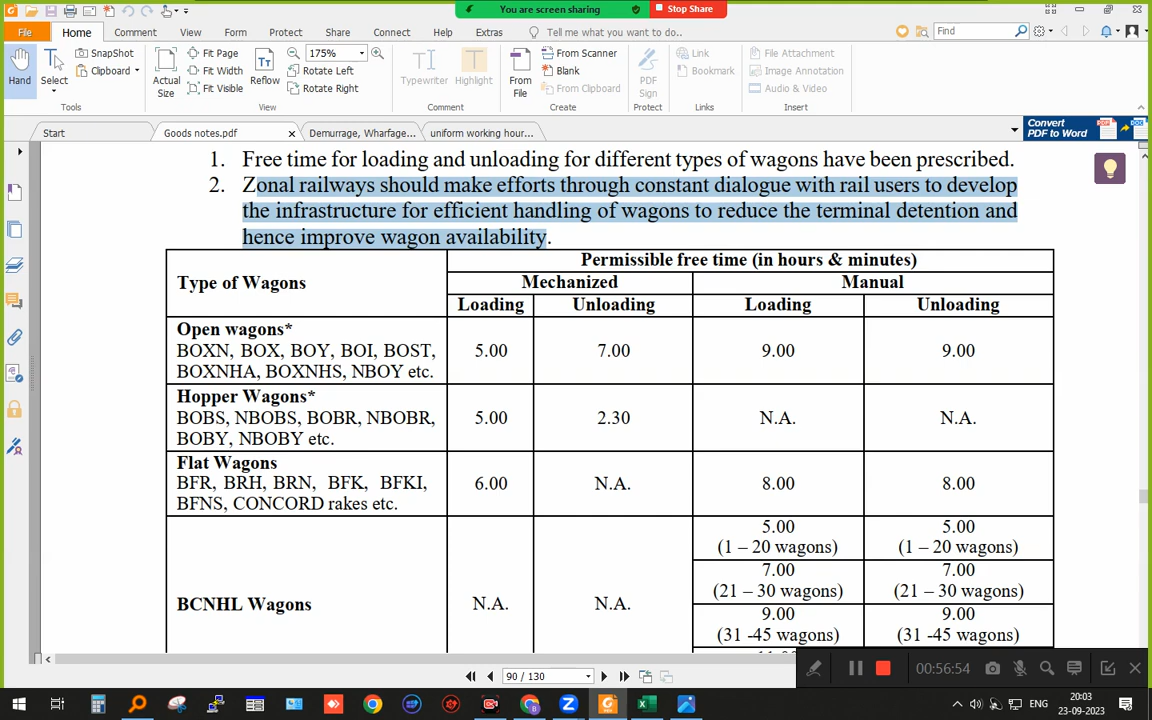 You are screen sharing
Stop Share
File
Home
Comment
View
Form
Protect
Share
Connect
Help
Extras
Tell me what you want to do..
Find
Hand
Select
SnapShot
Clipboard
Actual Size
Fit Page
Fit Width
Fit Visible
Reflow
175%
Rotate Left
Rotate Right
Typewriter
Highlight
From File
From Scanner
Blank
From Clipboard
PDF Sign
Link
Bookmark
File Attachment
Image Annotation
Audio & Video
Tools
View
Comment
Create
Protect
Links
Insert
Start
Goods notes.pdf
Demurrage, Wharfage...
uniform working hour...
Convert
PDF to Word
1. Free time for loading and unloading for different types of wagons have been prescribed.
2. Zonal railways should make efforts through constant dialogue with rail users to develop
the infrastructure for efficient handling of wagons to reduce the terminal detention and
hence improve wagon availability.
Type of Wagons
Permissible free time (in hours & minutes)
Mechanized
Manual
Loading
Unloading
Loading
Unloading
Open wagons*
BOXN, BOX, BOY, BOI, BOST,
BOXNHA, BOXNHS, NBOY etc.
5.00
7.00
9.00
9.00
Hopper Wagons*
BOBS, NBOBS, BOBR, NBOBR,
BOBY, NBOBY etc.
5.00
2.30
N.A.
N.A.
Flat Wagons
BFR, BRH, BRN, BFK, BFKI,
BFNS, CONCORD rakes etc.
6.00
N.A.
8.00
8.00
BCNHL Wagons
N.A.
N.A.
5.00
(1 – 20 wagons)
5.00
(1 – 20 wagons)
7.00
(21 – 30 wagons)
7.00
(21 – 30 wagons)
9.00
(31 -45 wagons)
9.00
(31 -45 wagons)
90 / 130
00:56:54
ENG
20:03
23-09-2023